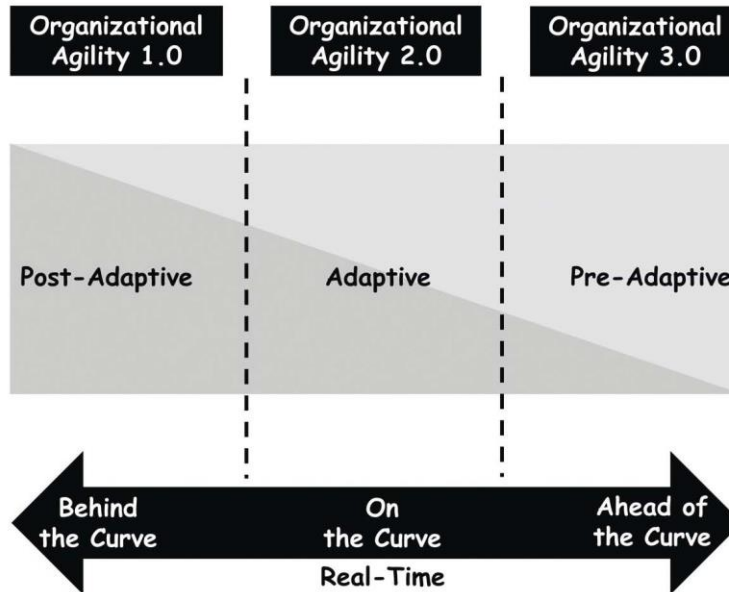 Organizational
Agility 1.0
Organizational
Agility 2.0
Organizational
Agility 3.0
Post-Adaptive
Adaptive
Pre-Adaptive
Behind
the Curve
On
the Curve
Ahead of
the Curve
Real-Time